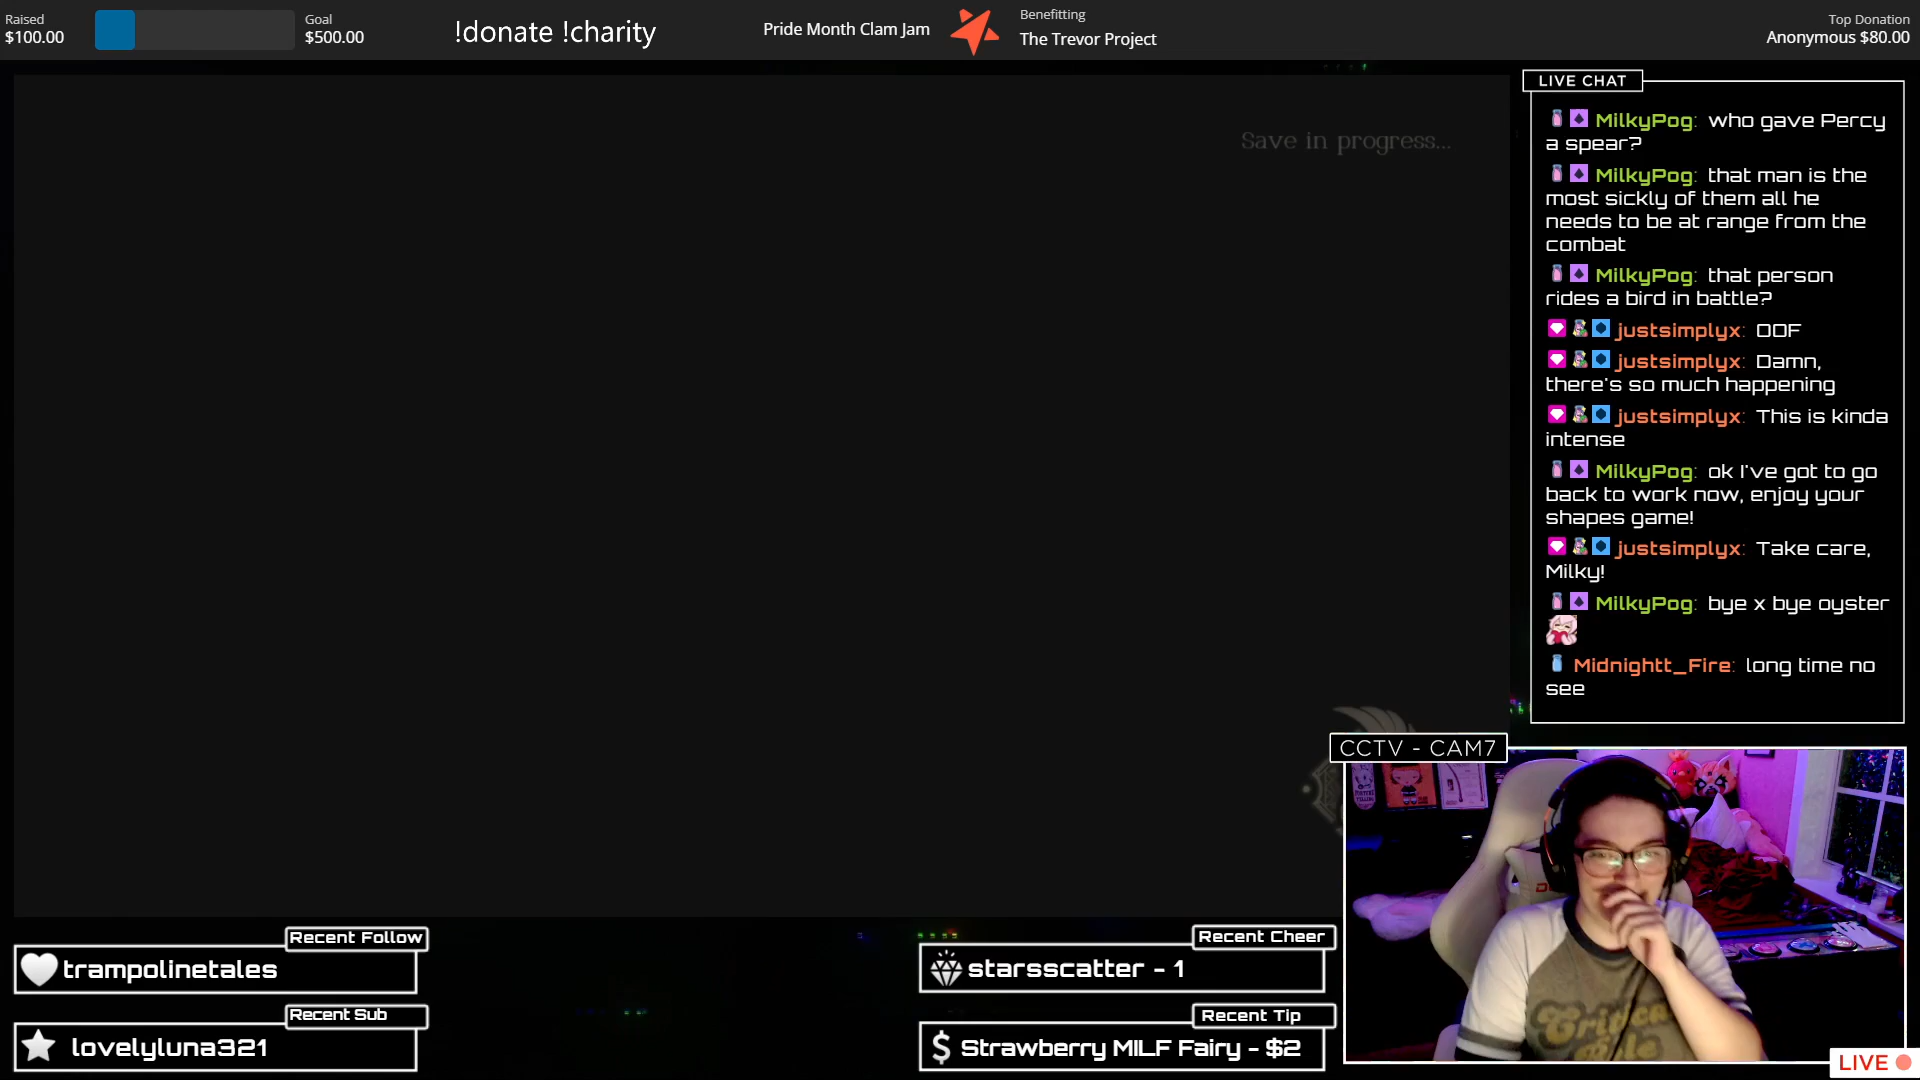 Raised
$100.00
Goal
$500.00
!donate !charity
Pride Month Clam Jam
Benefitting
The Trevor Project
Top Donation
Anonymous $80.00
Save in progress...
LIVE CHAT
MilkyPog: who gave Percy
a spear?
MilkyPog: that man is the
most sickly of them all he
needs to be at range from the
combat
MilkyPog: that person
rides a bird in battle?
justsimplyx: OOF
justsimplyx: Damn,
there's so much happening
justsimplyx: This is kinda
intense
MilkyPog: ok I've got to go
back to work now, enjoy your
shapes game!
justsimplyx: Take care,
Milky!
MilkyPog: bye x bye oyster
Midnightt_Fire: long time no
see
CCTV - CAM7
Recent Follow
trampolinetales
Recent Sub
lovelyluna321
Recent Cheer
starsscatter - 1
Recent Tip
Strawberry MILF Fairy - $2
LIVE